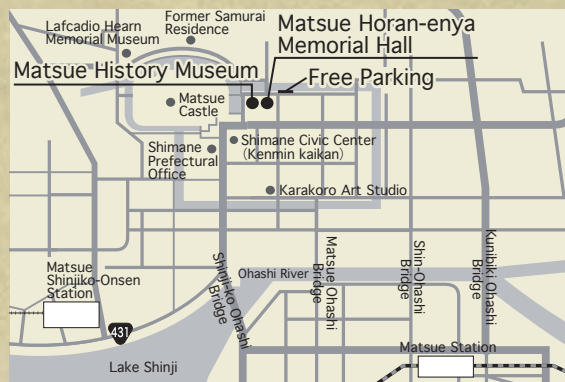 Lafcadio Hearn
Memorial Museum
Former Samurai
Residence
Matsue Horan-enya
Memorial Hall
Matsue History Museum
Free Parking
Matsue
Castle
Shimane Civic Center
(Kenmin kaikan)
Shimane
Prefectural
Office
Karakoro Art Studio
Matsue
Shinjiko-Onsen
Station
431
Lake Shinji
Ohashi River
Shinji-ko Ohashi
Bridge
Matsue Ohashi
Bridge
Shin-Ohashi
Bridge
Kunibiki Ohashi
Bridge
Matsue Station